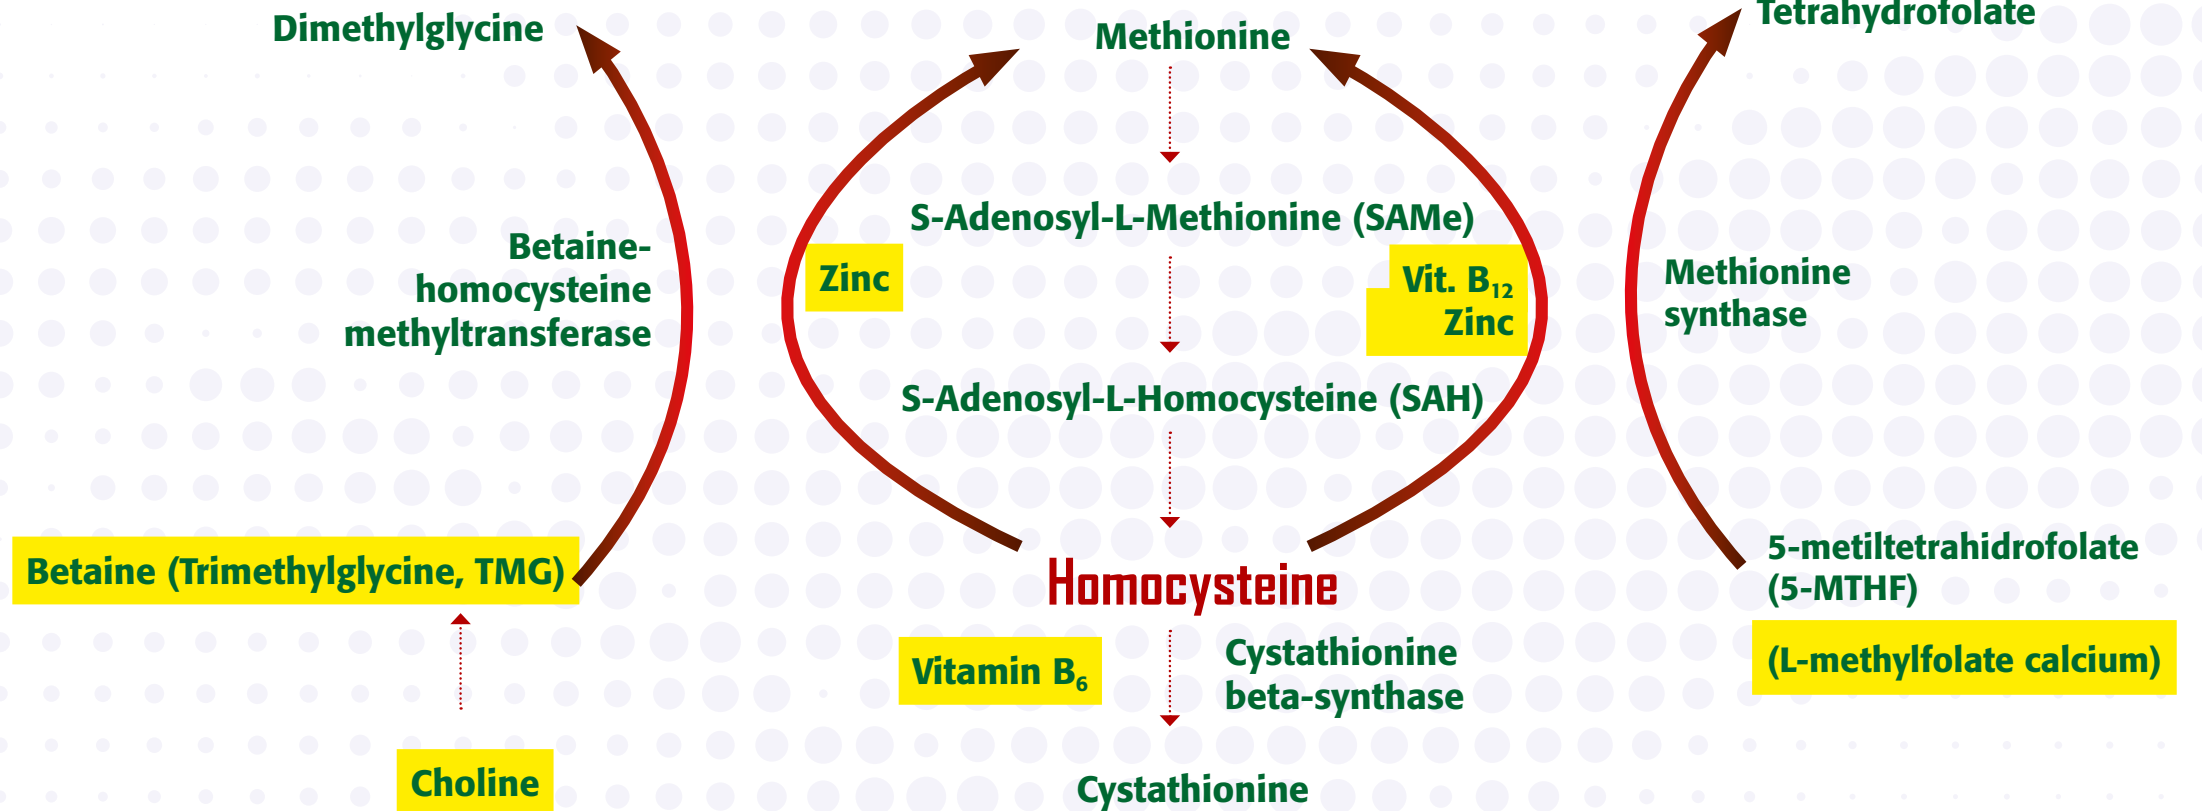 Dimethylglycine
Methionine
Tetrahydrofolate
S-Adenosyl-L-Methionine (SAMe)
Betaine-
homocysteine
methyltransferase
Zinc
Vit. B₁₂
Zinc
Methionine
synthase
S-Adenosyl-L-Homocysteine (SAH)
Betaine (Trimethylglycine, TMG)
Homocysteine
5-metiltetrahidrofolate
(5-MTHF)
(L-methylfolate calcium)
Vitamin B₆
Cystathionine
beta-synthase
Choline
Cystathionine